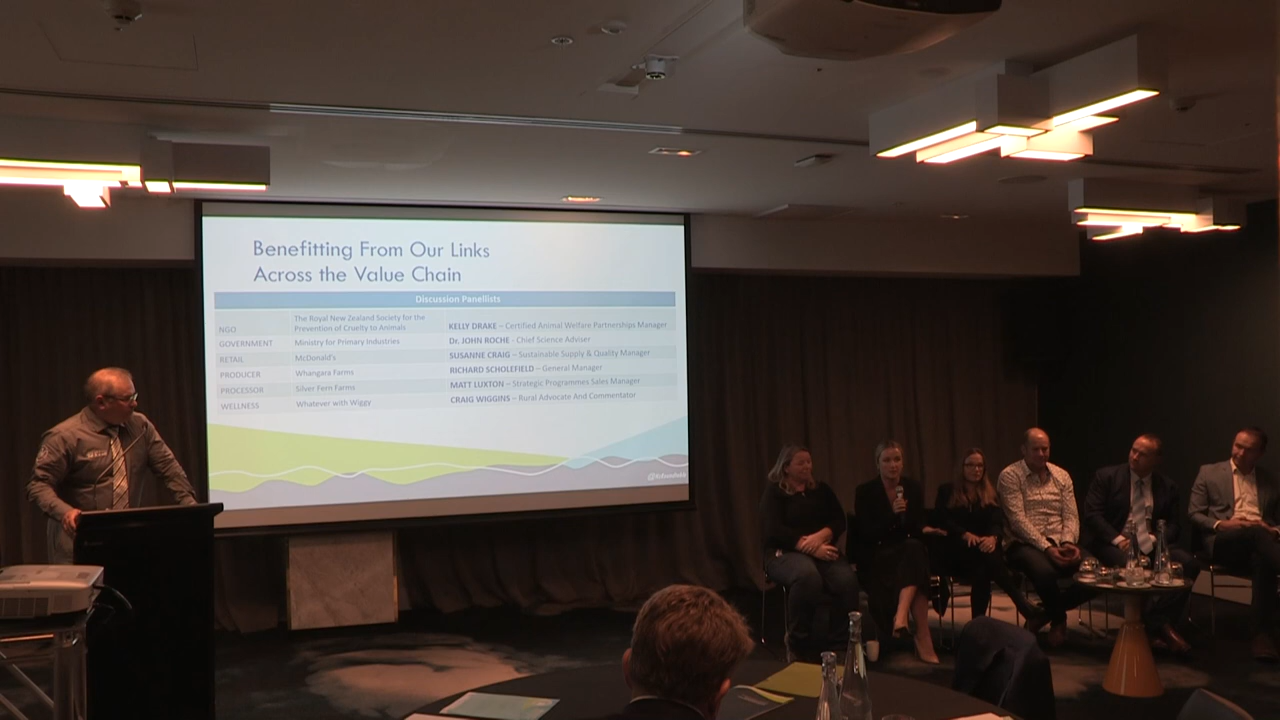 Benefitting From Our Links
Across the Value Chain
Discussion Panellists
NGO The Royal New Zealand Society for the
Prevention of Cruelty to Animals KELLY DRAKE – Certified Animal Welfare Partnerships Manager
GOVERNMENT Ministry for Primary Industries Dr. JOHN ROCHE - Chief Science Adviser
RETAIL McDonald's SUSANNE CRAIG – Sustainable Supply & Quality Manager
PRODUCER Whangara Farms RICHARD SCHOLEFIELD – General Manager
PROCESSOR Silver Fern Farms MATT LUXTON – Strategic Programmes Sales Manager
WELLNESS Whatever with Wiggy CRAIG WIGGINS – Rural Advocate And Commentator